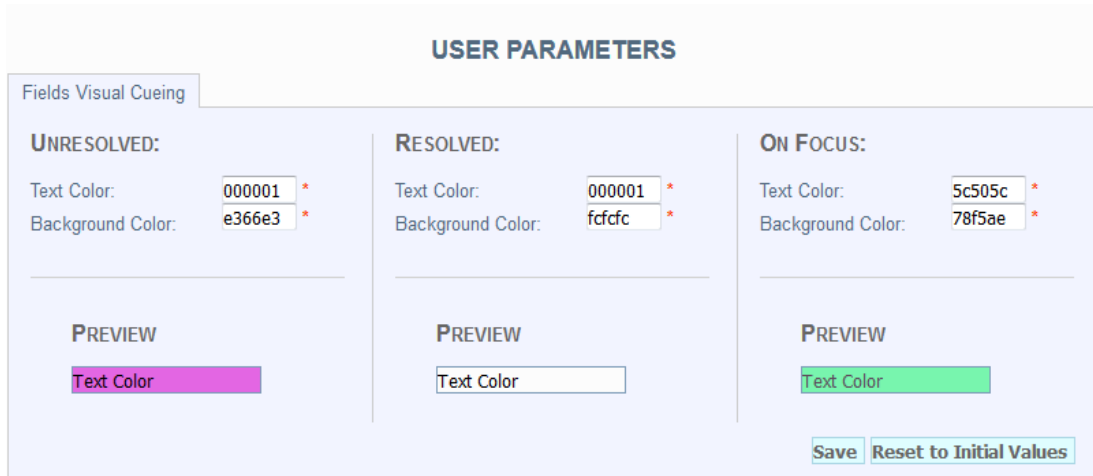 USER PARAMETERS
Fields Visual Cueing
UNRESOLVED:
Text Color: 000001 *
Background Color: e366e3 *
PREVIEW
Text Color
RESOLVED:
Text Color: 000001 *
Background Color: fcfcfc *
PREVIEW
Text Color
ON FOCUS:
Text Color: 5c505c *
Background Color: 78f5ae *
PREVIEW
Text Color
Save Reset to Initial Values